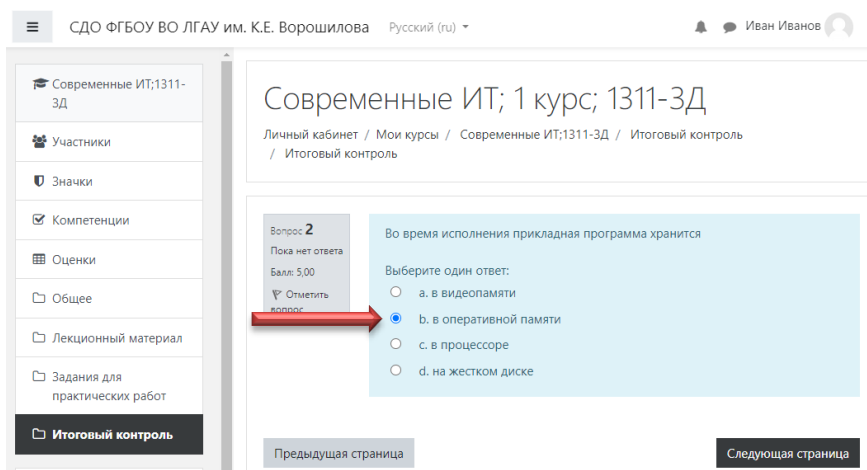 СДО ФГБОУ ВО ЛГАУ им. К.Е. Ворошилова Русский (ru) Иван Иванов
Современные ИТ;1311-
ЗД
Участники
Значки
Компетенции
Оценки
Общее
Лекционный материал
Задания для
практических работ
Итоговый контроль
Современные ИТ; 1 курс; 1311-ЗД
Личный кабинет / Мои курсы / Современные ИТ;1311-ЗД / Итоговый контроль
/ Итоговый контроль
Вопрос 2
Пока нет ответа
Балл: 5,00
Отметить
вопрос
Во время исполнения прикладная программа хранится
Выберите один ответ:
a. в видеопамяти
b. в оперативной памяти
c. в процессоре
d. на жестком диске
Предыдущая страница
Следующая страница